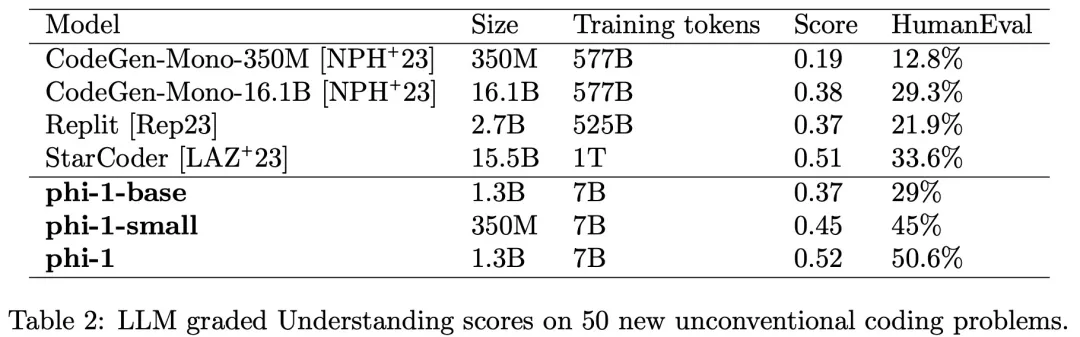 Model Size Training tokens Score HumanEval
CodeGen-Mono-350M [NPH+23] 350M 577B 0.19 12.8%
CodeGen-Mono-16.1B [NPH+23] 16.1B 577B 0.38 29.3%
Replit [Rep23] 2.7B 525B 0.37 21.9%
StarCoder [LAZ+23] 15.5B 1T 0.51 33.6%
phi-1-base 1.3B 7B 0.37 29%
phi-1-small 350M 7B 0.45 45%
phi-1 1.3B 7B 0.52 50.6%
Table 2: LLM graded Understanding scores on 50 new unconventional coding problems.